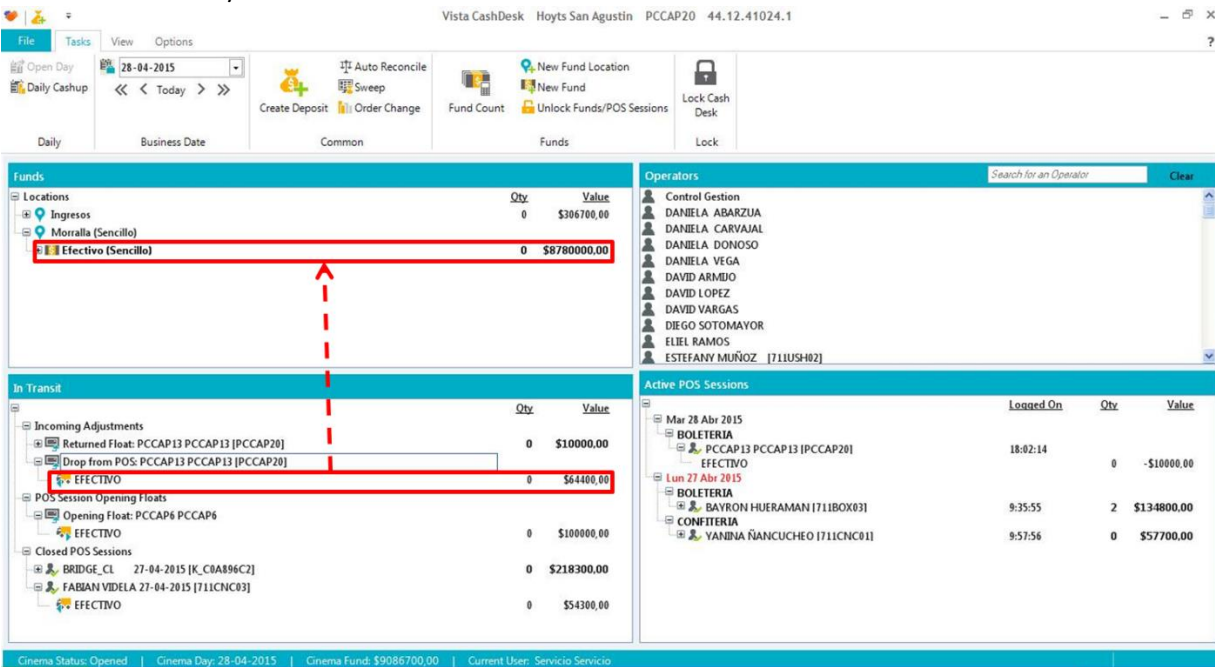 Vista CashDesk Hoyts San Agustin PCCAP20 44.12.41024.1
File Tasks View Options ?
Open Day
Daily Cashup
Daily
28-04-2015
Today
Business Date
Create Deposit
Auto Reconcile
Sweep
Order Change
Common
Fund Count
New Fund Location
New Fund
Unlock Funds/POS Sessions
Funds
Lock Cash
Desk
Lock
Funds
Qty Value
Locations
Ingresos 0 $306700,00
Morralla (Sencillo)
Efectivo (Sencillo) 0 $8780000,00
Operators Search for an Operator Clear
Control Gestion
DANIELA ABARZUA
DANIELA CARVAJAL
DANIELA DONOSO
DANIELA VEGA
DAVID ARMIJO
DAVID LOPEZ
DAVID VARGAS
DIEGO SOTOMAYOR
ELIEL RAMOS
ESTEFANY MUÑOZ [711USH02]
In Transit
Qty Value
Incoming Adjustments
Returned Float: PCCAP13 PCCAP13 [PCCAP20] 0 $10000,00
Drop from POS: PCCAP13 PCCAP13 [PCCAP20]
EFECTIVO 0 $64400,00
POS Session Opening Floats
Opening Float: PCCAP6 PCCAP6
EFECTIVO 0 $100000,00
Closed POS Sessions
BRIDGE_CL 27-04-2015 [K_C0A896C2] 0 $218300,00
FABIAN VIDELA 27-04-2015 [711CNC03]
EFECTIVO 0 $54300,00
Active POS Sessions
Logged On Qty Value
Mar 28 Abr 2015
BOLETERIA
PCCAP13 PCCAP13 [PCCAP20] 18:02:14
EFECTIVO 0 -$10000,00
Lun 27 Abr 2015
BOLETERIA
BAYRON HUERAMAN [711BOX03] 9:35:55 2 $134800,00
CONFITERIA
YANINA ÑANCUCHEO [711CNC01] 9:57:56 0 $57700,00
Cinema Status: Opened | Cinema Day: 28-04-2015 | Cinema Fund: $9086700,00 | Current User: Servicio Servicio